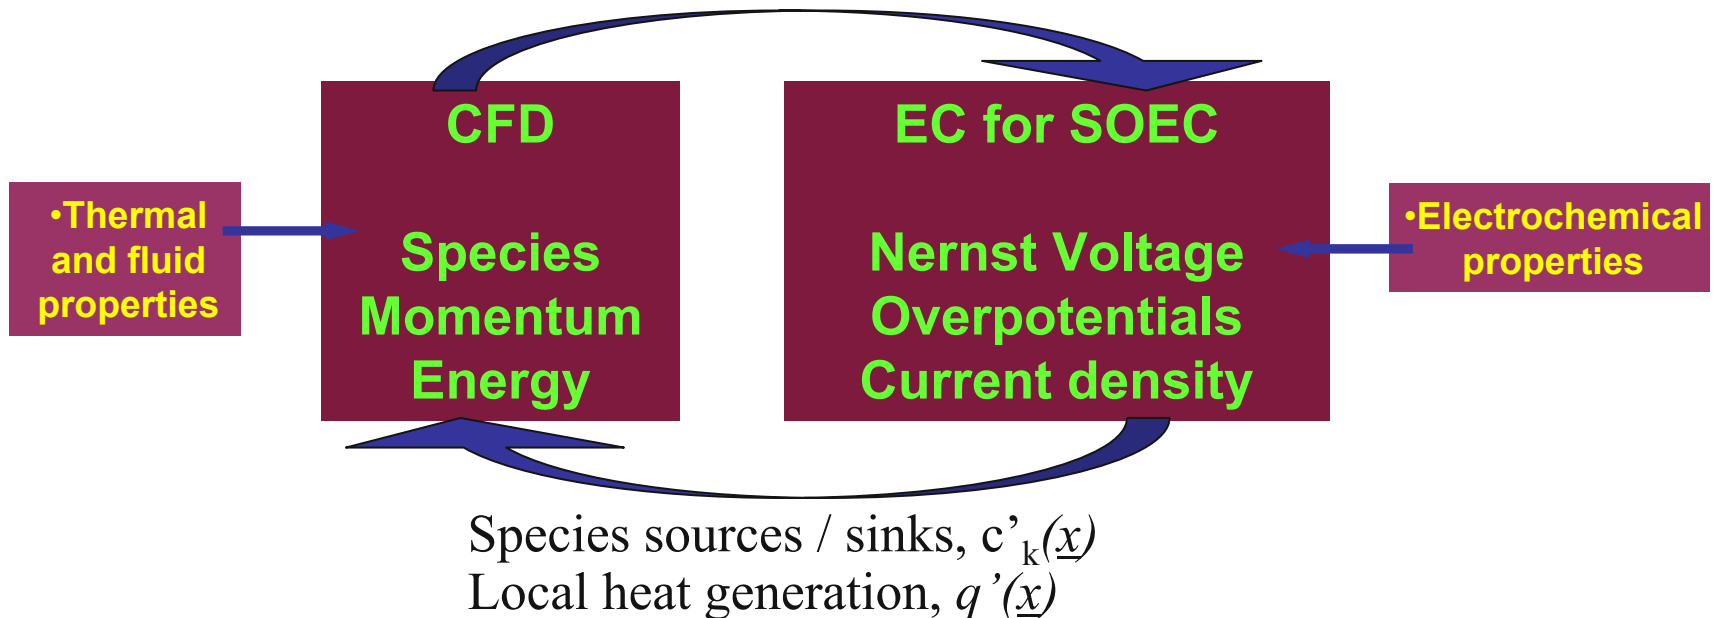 CFD
Species
Momentum
Energy
EC for SOEC
Nernst Voltage
Overpotentials
Current density
•Thermal
and fluid
properties
•Electrochemical
properties
Species sources / sinks, c’k(x)
Local heat generation, q’(x)